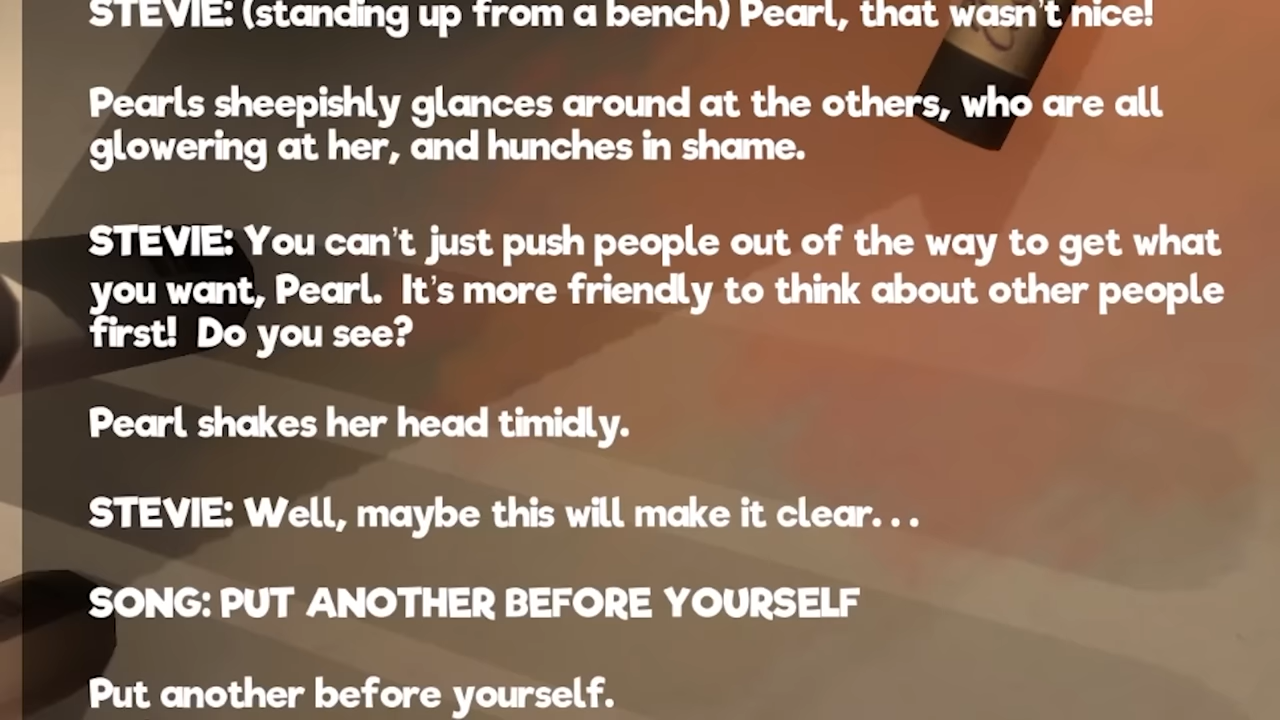 STEVIE: (standing up from a bench) Pearl, that wasn't nice!
Pearls sheepishly glances around at the others, who are all
glowering at her, and hunches in shame.
STEVIE: You can't just push people out of the way to get what
you want, Pearl.  It's more friendly to think about other people
first!  Do you see?
Pearl shakes her head timidly.
STEVIE: Well, maybe this will make it clear...
SONG: PUT ANOTHER BEFORE YOURSELF
Put another before yourself.